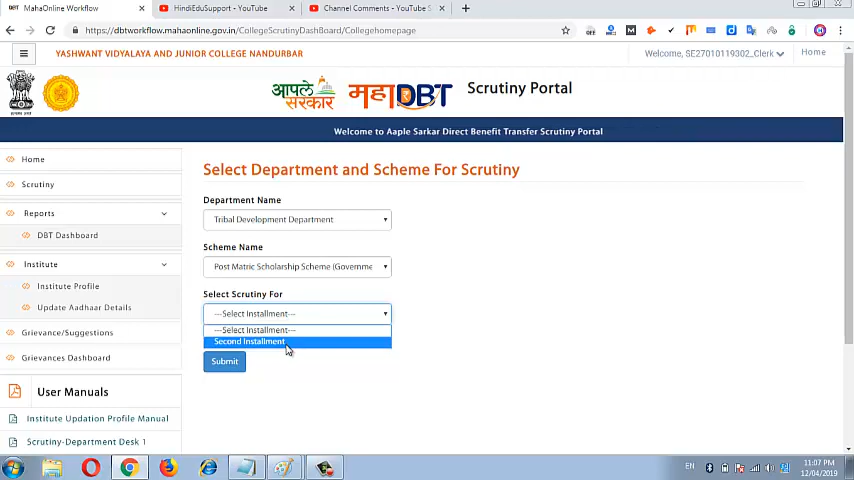 MahaOnline Workflow
HindiEduSupport - YouTube
Channel Comments - YouTube S
https://dbtworkflow.mahaonline.gov.in/CollegeScrutinyDashBoard/Collegehomepage
YASHWANT VIDYALAYA AND JUNIOR COLLEGE NANDURBAR
Welcome, SE27010119302_Clerk
Home
आपले सरकार
महाDBT
Scrutiny Portal
Welcome to Aaple Sarkar Direct Benefit Transfer Scrutiny Portal
Home
Scrutiny
Reports
DBT Dashboard
Institute
Institute Profile
Update Aadhaar Details
Grievance/Suggestions
Grievances Dashboard
User Manuals
Institute Updation Profile Manual
Scrutiny-Department Desk 1
Select Department and Scheme For Scrutiny
Department Name
Tribal Development Department
Scheme Name
Post Matric Scholarship Scheme (Governme
Select Scrutiny For
---Select Installment---
---Select Installment---
Second Installment
Submit
EN
11:07 PM
12/04/2019